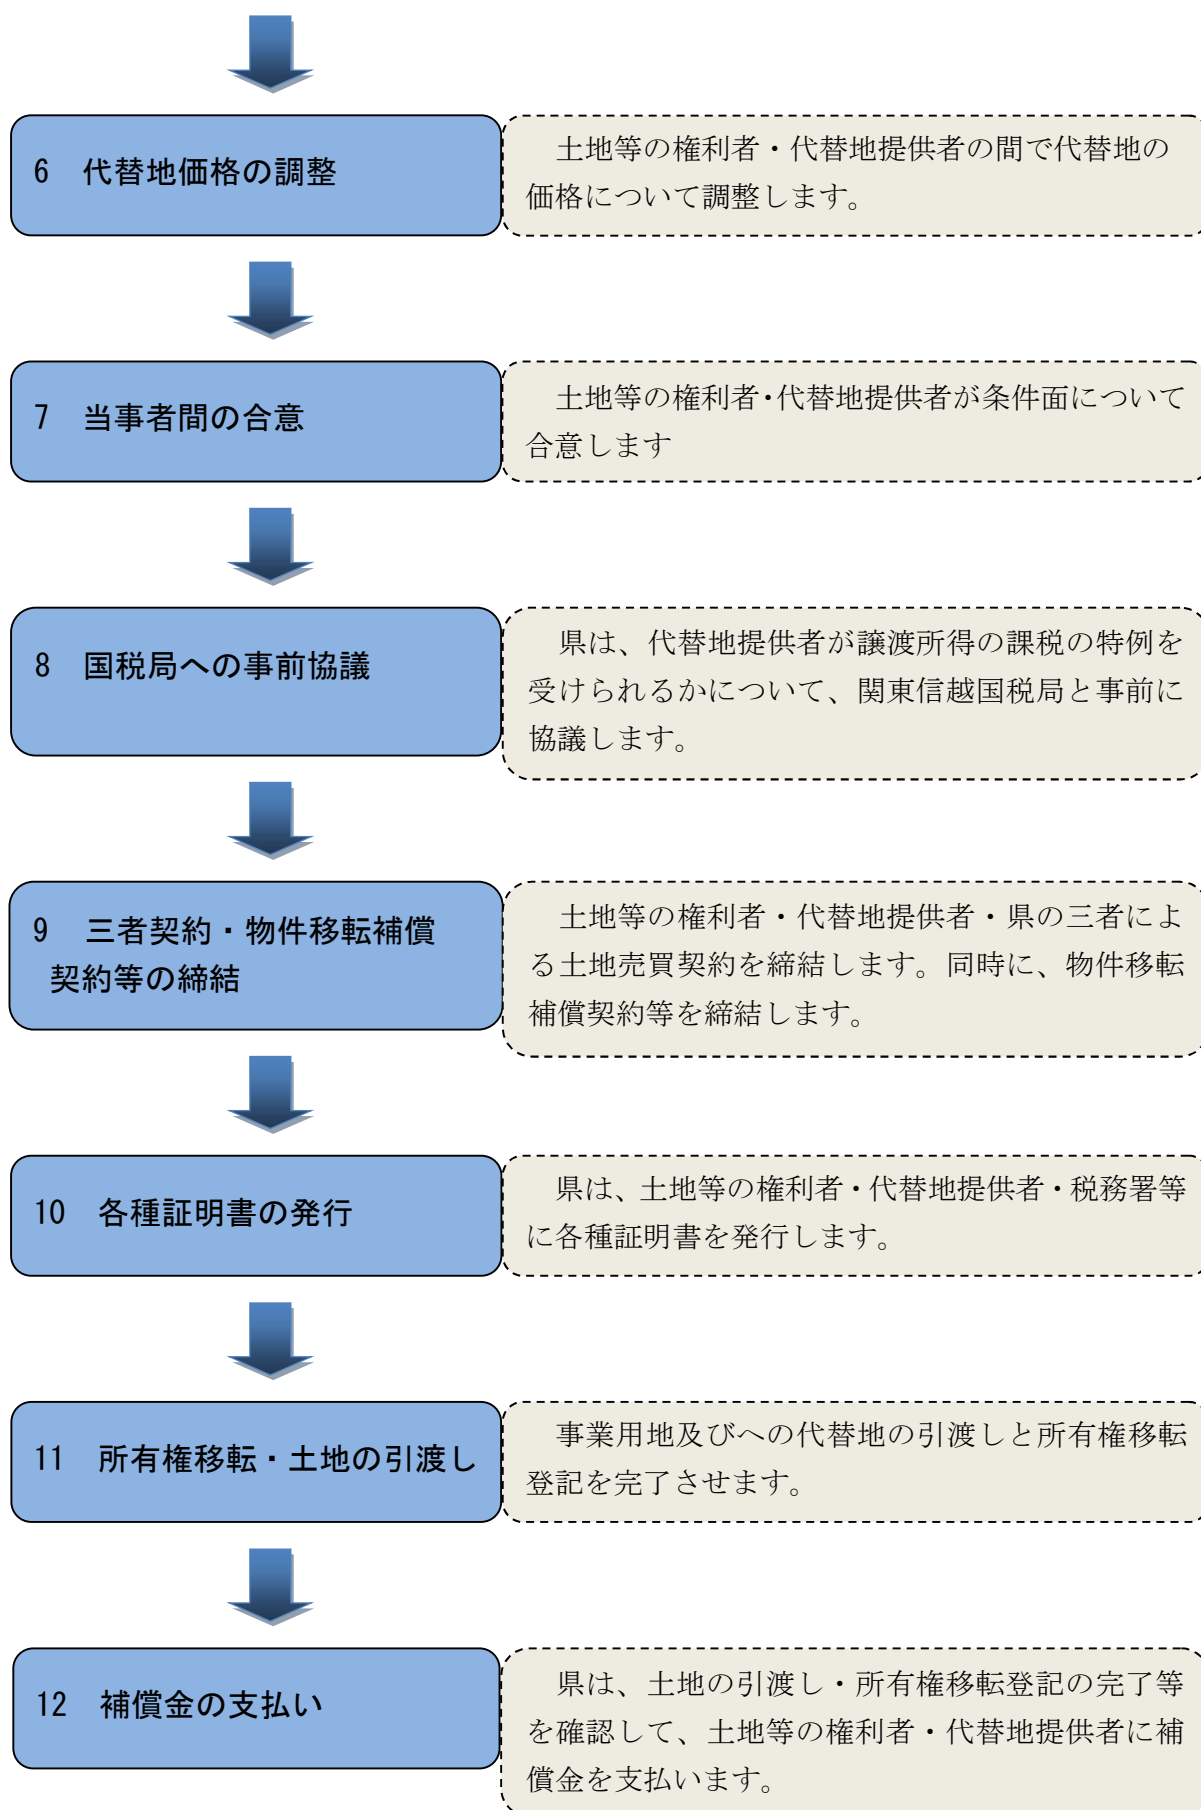 6　代替地価格の調整
土地等の権利者・代替地提供者の間で代替地の
価格について調整します。
7　当事者間の合意
土地等の権利者・代替地提供者が条件面について
合意します
8　国税局への事前協議
県は、代替地提供者が譲渡所得の課税の特例を
受けられるかについて、関東信越国税局と事前に
協議します。
9　三者契約・物件移転補償
契約等の締結
土地等の権利者・代替地提供者・県の三者によ
る土地売買契約を締結します。同時に、物件移転
補償契約等を締結します。
10　各種証明書の発行
県は、土地等の権利者・代替地提供者・税務署等
に各種証明書を発行します。
11　所有権移転・土地の引渡し
事業用地及びへの代替地の引渡しと所有権移転
登記を完了させます。
12　補償金の支払い
県は、土地の引渡し・所有権移転登記の完了等
を確認して、土地等の権利者・代替地提供者に補
償金を支払います。